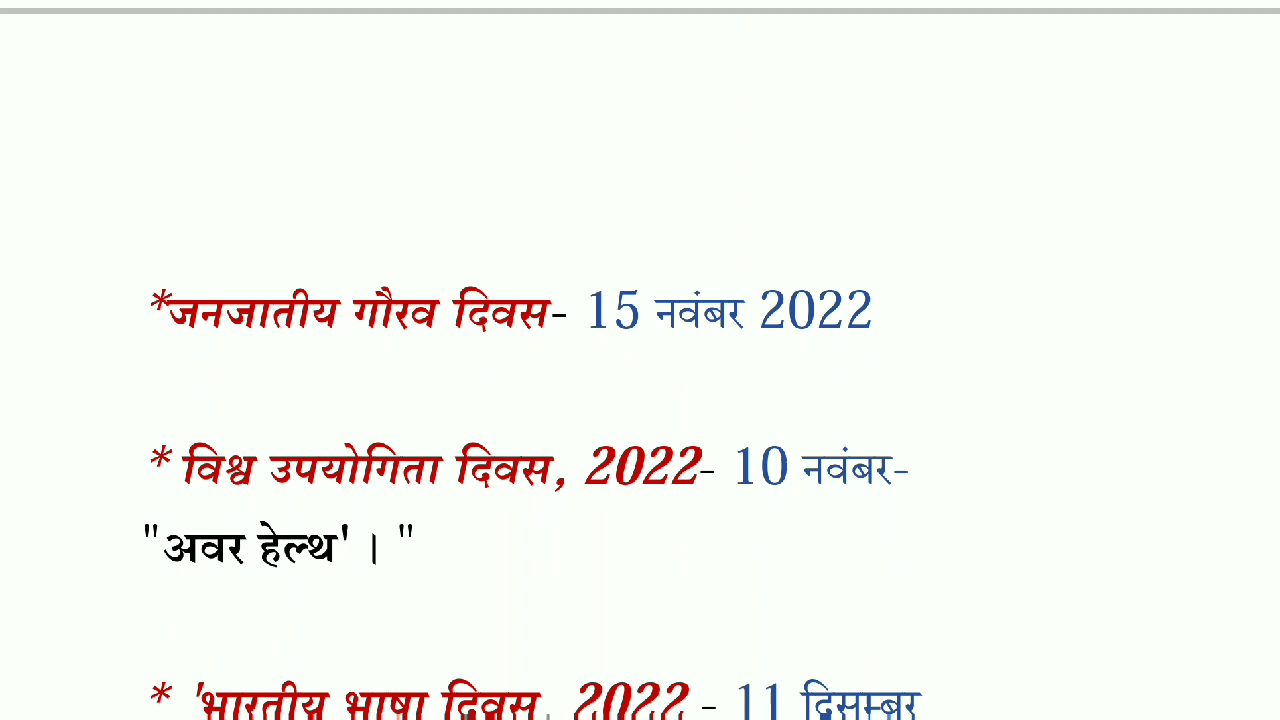 *जनजातीय गौरव दिवस- 15 नवंबर 2022
* विश्व उपयोगिता दिवस, 2022- 10 नवंबर-
"अवर हेल्थ'। "
* 'भारतीय भाषा दिवस, 2022 - 11 दिसम्बर